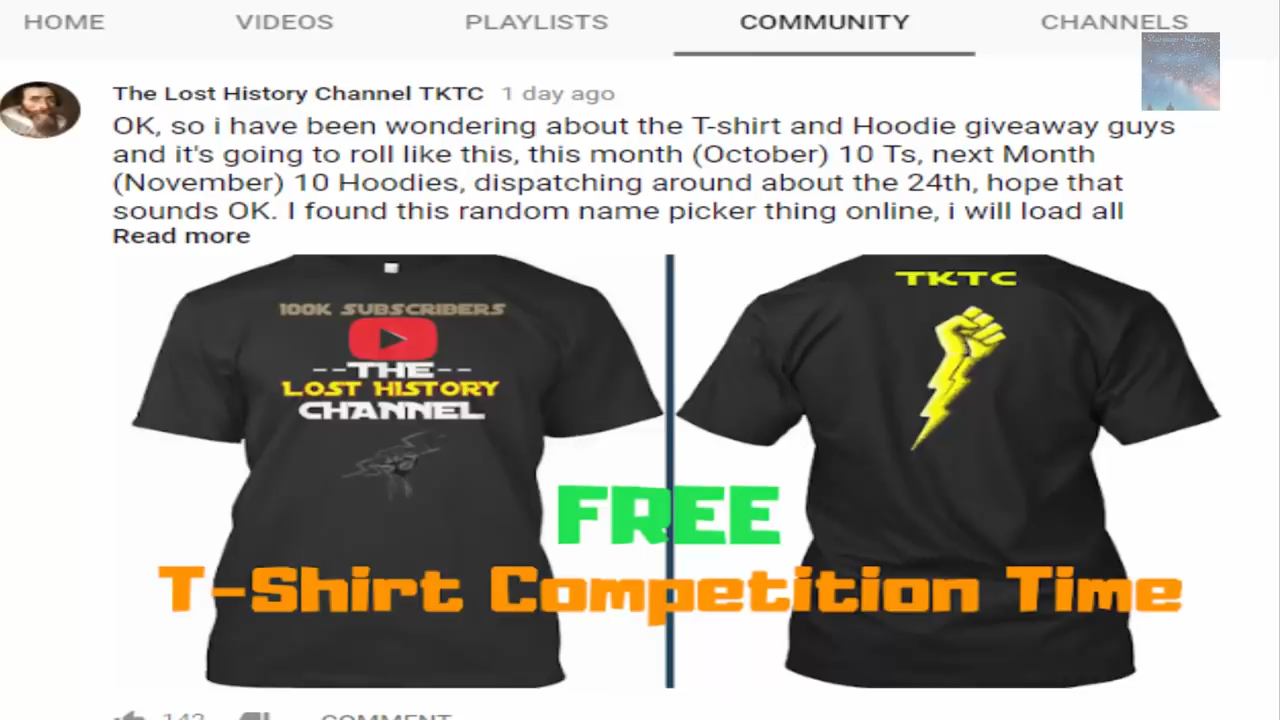 HOME VIDEOS PLAYLISTS COMMUNITY CHANNELS
The Lost History Channel TKTC 1 day ago
OK, so i have been wondering about the T-shirt and Hoodie giveaway guys
and it's going to roll like this, this month (October) 10 Ts, next Month
(November) 10 Hoodies, dispatching around about the 24th, hope that
sounds OK. I found this random name picker thing online, i will load all
Read more
100K SUBSCRIBERS
--THE--
LOST HISTORY
CHANNEL
TKTC
FREE
T-Shirt Competition Time
142 COMMENT